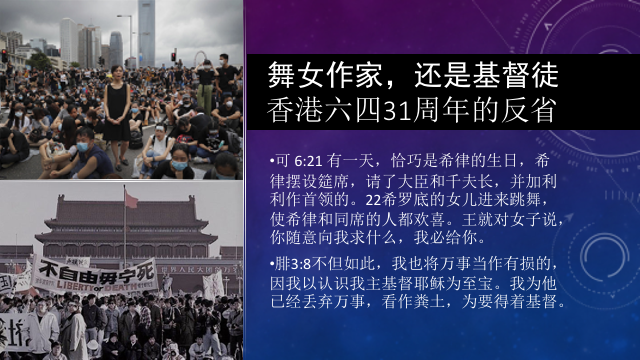 舞女作家，还是基督徒
香港六四31周年的反省
•可 6:21 有一天，恰巧是希律的生日，希
律摆设筵席，请了大臣和千夫长，并加利
利作首领的。22希罗底的女儿进来跳舞，
使希律和同席的人都欢喜。王就对女子说，
你随意向我求什么，我必给你。
•腓3:8不但如此，我也将万事当作有损的，
因我以认识我主基督耶稣为至宝。我为他
已经丢弃万事，看作粪土，为要得着基督。
不自由毋宁死
LIBERTY or DEATH